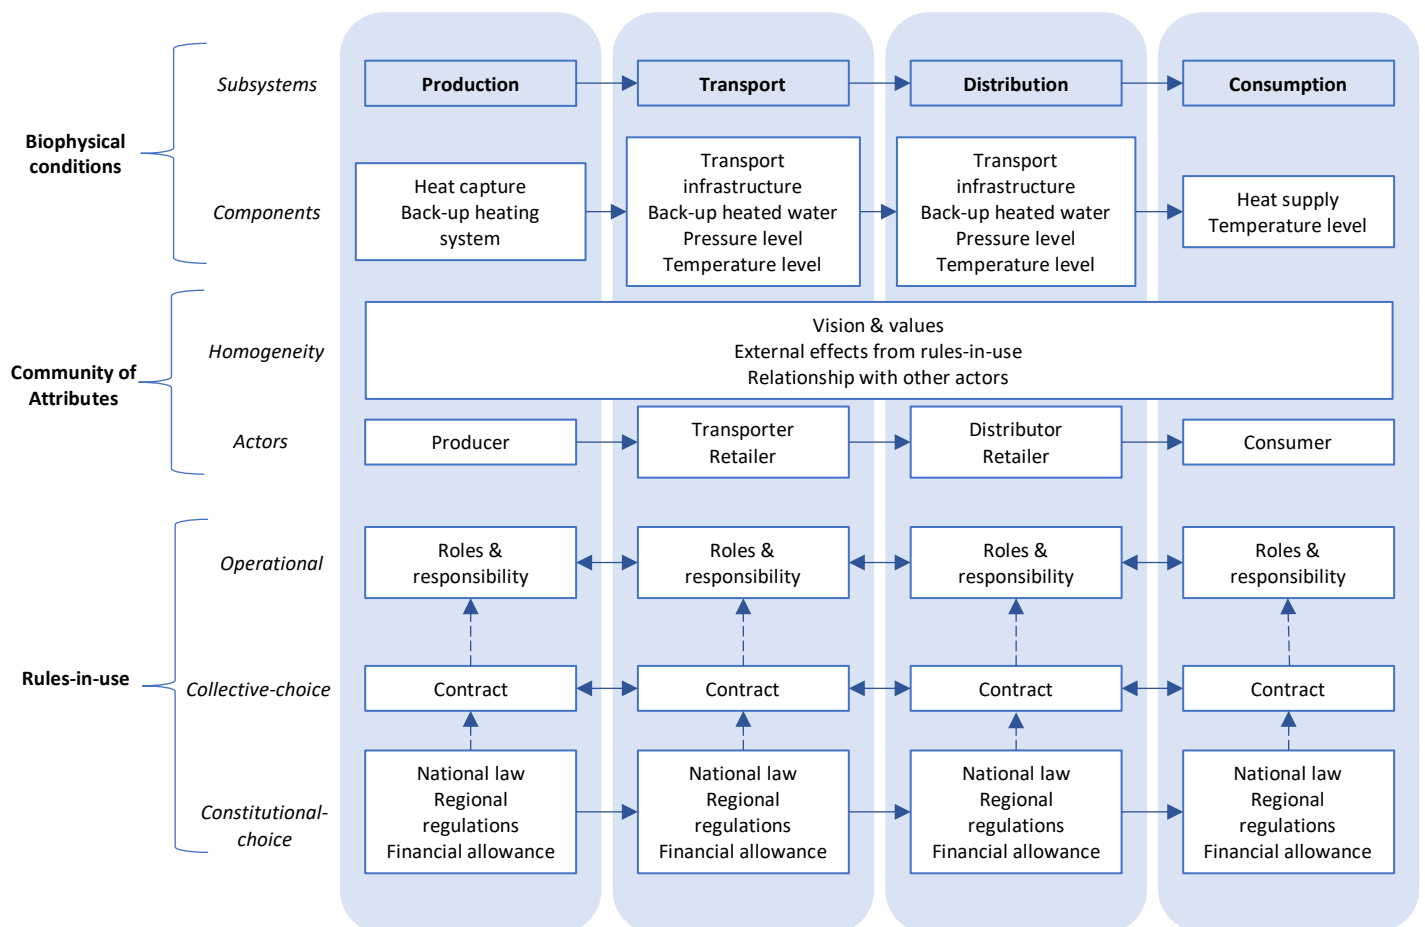 Subsystems
Production
Transport
Distribution
Consumption
Biophysical
conditions
Components
Heat capture
Back-up heating
system
Transport
infrastructure
Back-up heated water
Pressure level
Temperature level
Transport
infrastructure
Back-up heated water
Pressure level
Temperature level
Heat supply
Temperature level
Community of
Attributes
Homogeneity
Vision & values
External effects from rules-in-use
Relationship with other actors
Actors
Producer
Transporter
Retailer
Distributor
Retailer
Consumer
Rules-in-use
Operational
Roles &
responsibility
Roles &
responsibility
Roles &
responsibility
Roles &
responsibility
Collective-choice
Contract
Contract
Contract
Contract
Constitutional-
choice
National law
Regional
regulations
Financial allowance
National law
Regional
regulations
Financial allowance
National law
Regional
regulations
Financial allowance
National law
Regional
regulations
Financial allowance